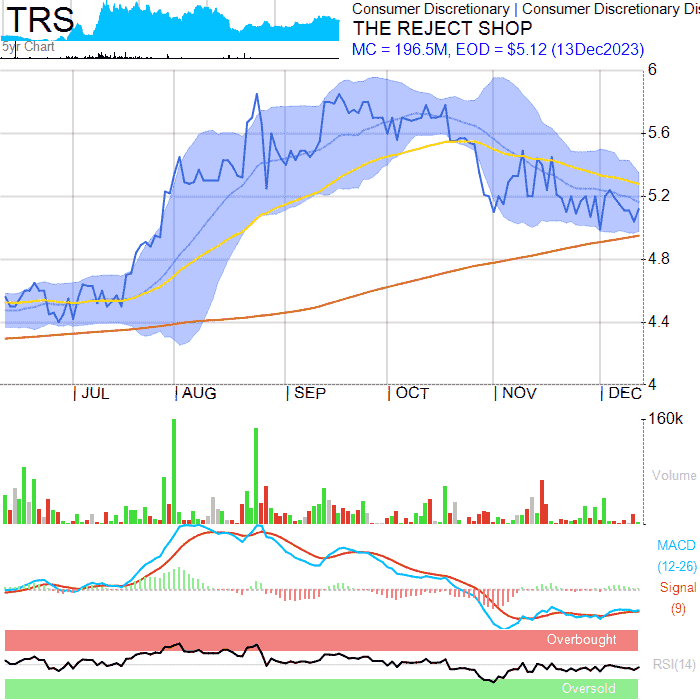 TRS
5yr Chart
Consumer Discretionary | Consumer Discretionary Dis
THE REJECT SHOP
MC = 196.5M, EOD = $5.12 (13Dec2023)
6
5.6
5.2
4.8
4.4
4
| JUL | AUG | SEP | OCT | NOV | DEC
160k
Volume
MACD
(12-26)
Signal
(9)
Overbought
RSI(14)
Oversold